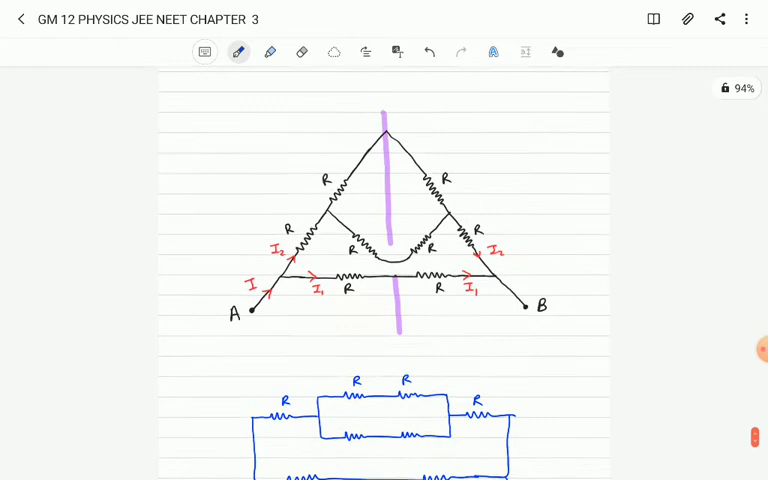 GM 12 PHYSICS JEE NEET CHAPTER 3
94%
R R
R R
R R
I₂ I₂
I I₁ R R I₁
A B
R R
R R